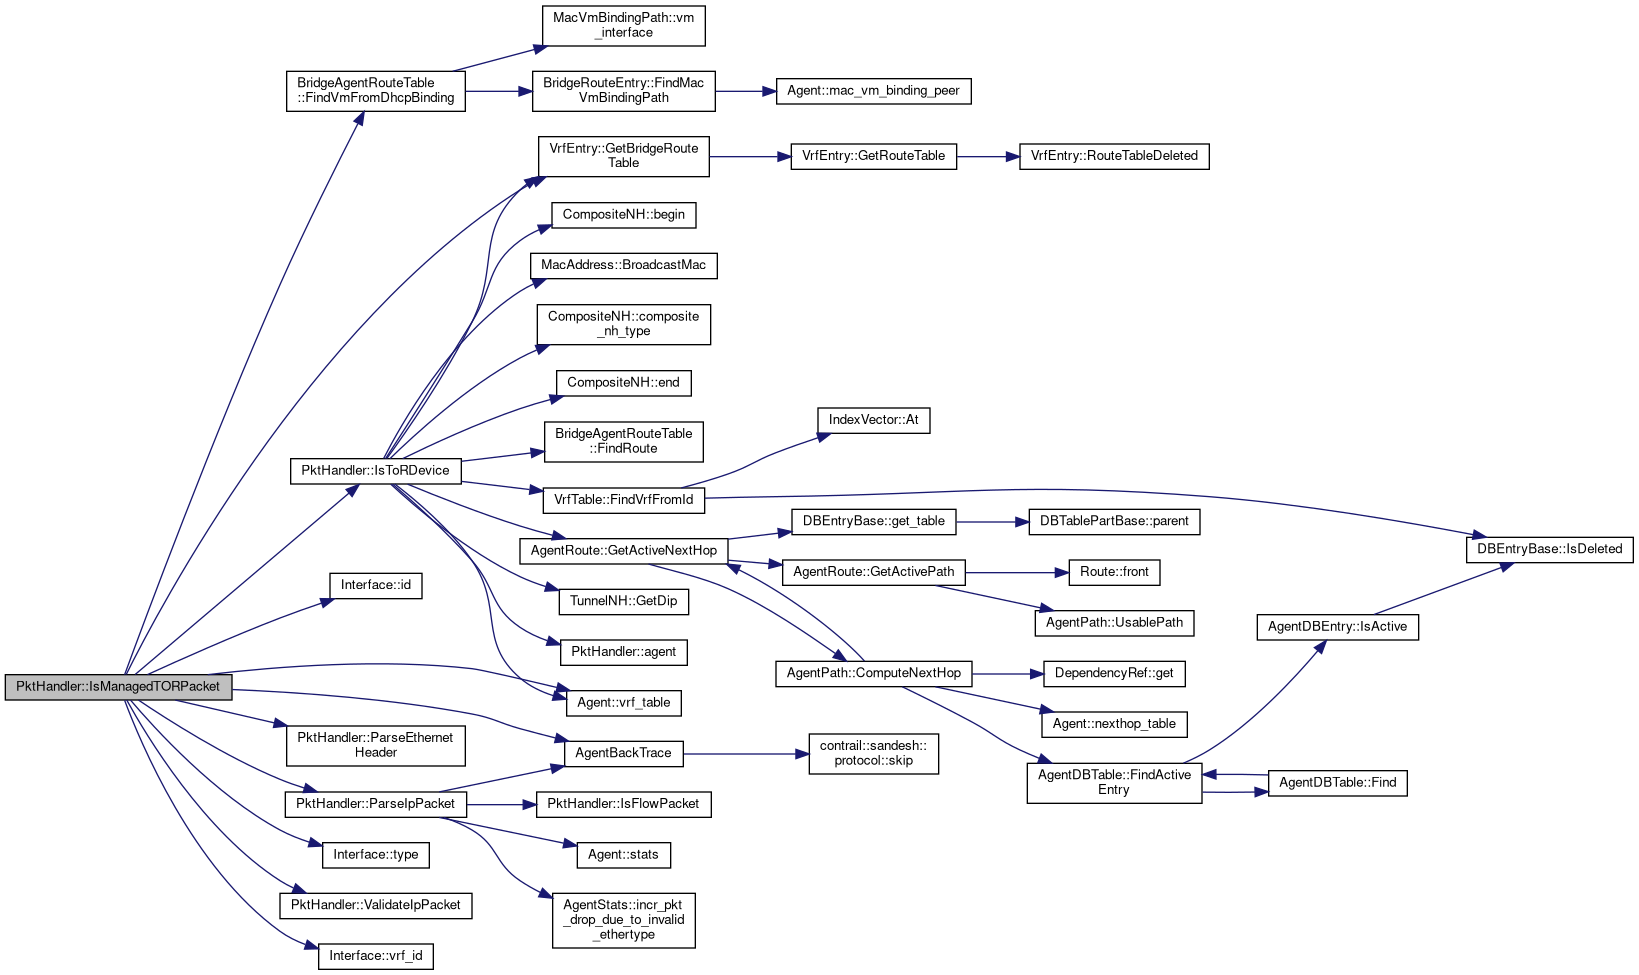 MacVmBindingPath::vm
_interface
BridgeAgentRouteTable
::FindVmFromDhcpBinding
BridgeRouteEntry::FindMac
VmBindingPath
Agent::mac_vm_binding_peer
VrfEntry::GetBridgeRoute
Table
VrfEntry::GetRouteTable
VrfEntry::RouteTableDeleted
CompositeNH::begin
MacAddress::BroadcastMac
CompositeNH::composite
_nh_type
CompositeNH::end
IndexVector::At
BridgeAgentRouteTable
::FindRoute
PktHandler::IsToRDevice
VrfTable::FindVrfFromId
DBEntryBase::get_table
DBTablePartBase::parent
AgentRoute::GetActiveNextHop
DBEntryBase::IsDeleted
AgentRoute::GetActivePath
Route::front
Interface::id
TunnelNH::GetDip
AgentPath::UsablePath
AgentDBEntry::IsActive
PktHandler::agent
AgentPath::ComputeNextHop
DependencyRef::get
PktHandler::IsManagedTORPacket
Agent::vrf_table
Agent::nexthop_table
PktHandler::ParseEthernet
Header
AgentBackTrace
contrail::sandesh::
protocol::skip
AgentDBTable::FindActive
Entry
AgentDBTable::Find
PktHandler::ParseIpPacket
PktHandler::IsFlowPacket
Interface::type
Agent::stats
PktHandler::ValidateIpPacket
AgentStats::incr_pkt
_drop_due_to_invalid
_ethertype
Interface::vrf_id